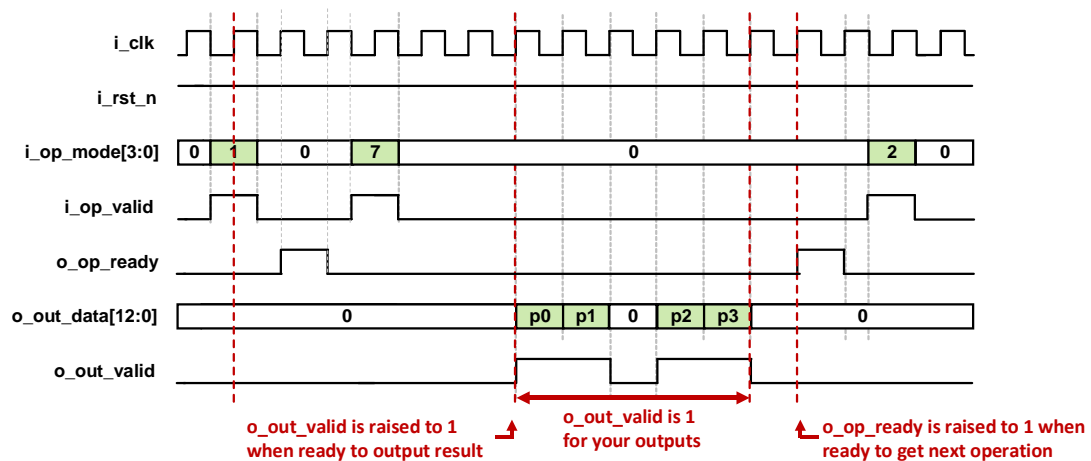 i_clk
i_rst_n
i_op_mode[3:0] 0 1 0 7 0 2 0
i_op_valid
o_op_ready
o_out_data[12:0] 0 p0 p1 0 p2 p3 0
o_out_valid
o_out_valid is raised to 1
when ready to output result
o_out_valid is 1
for your outputs
o_op_ready is raised to 1 when
ready to get next operation